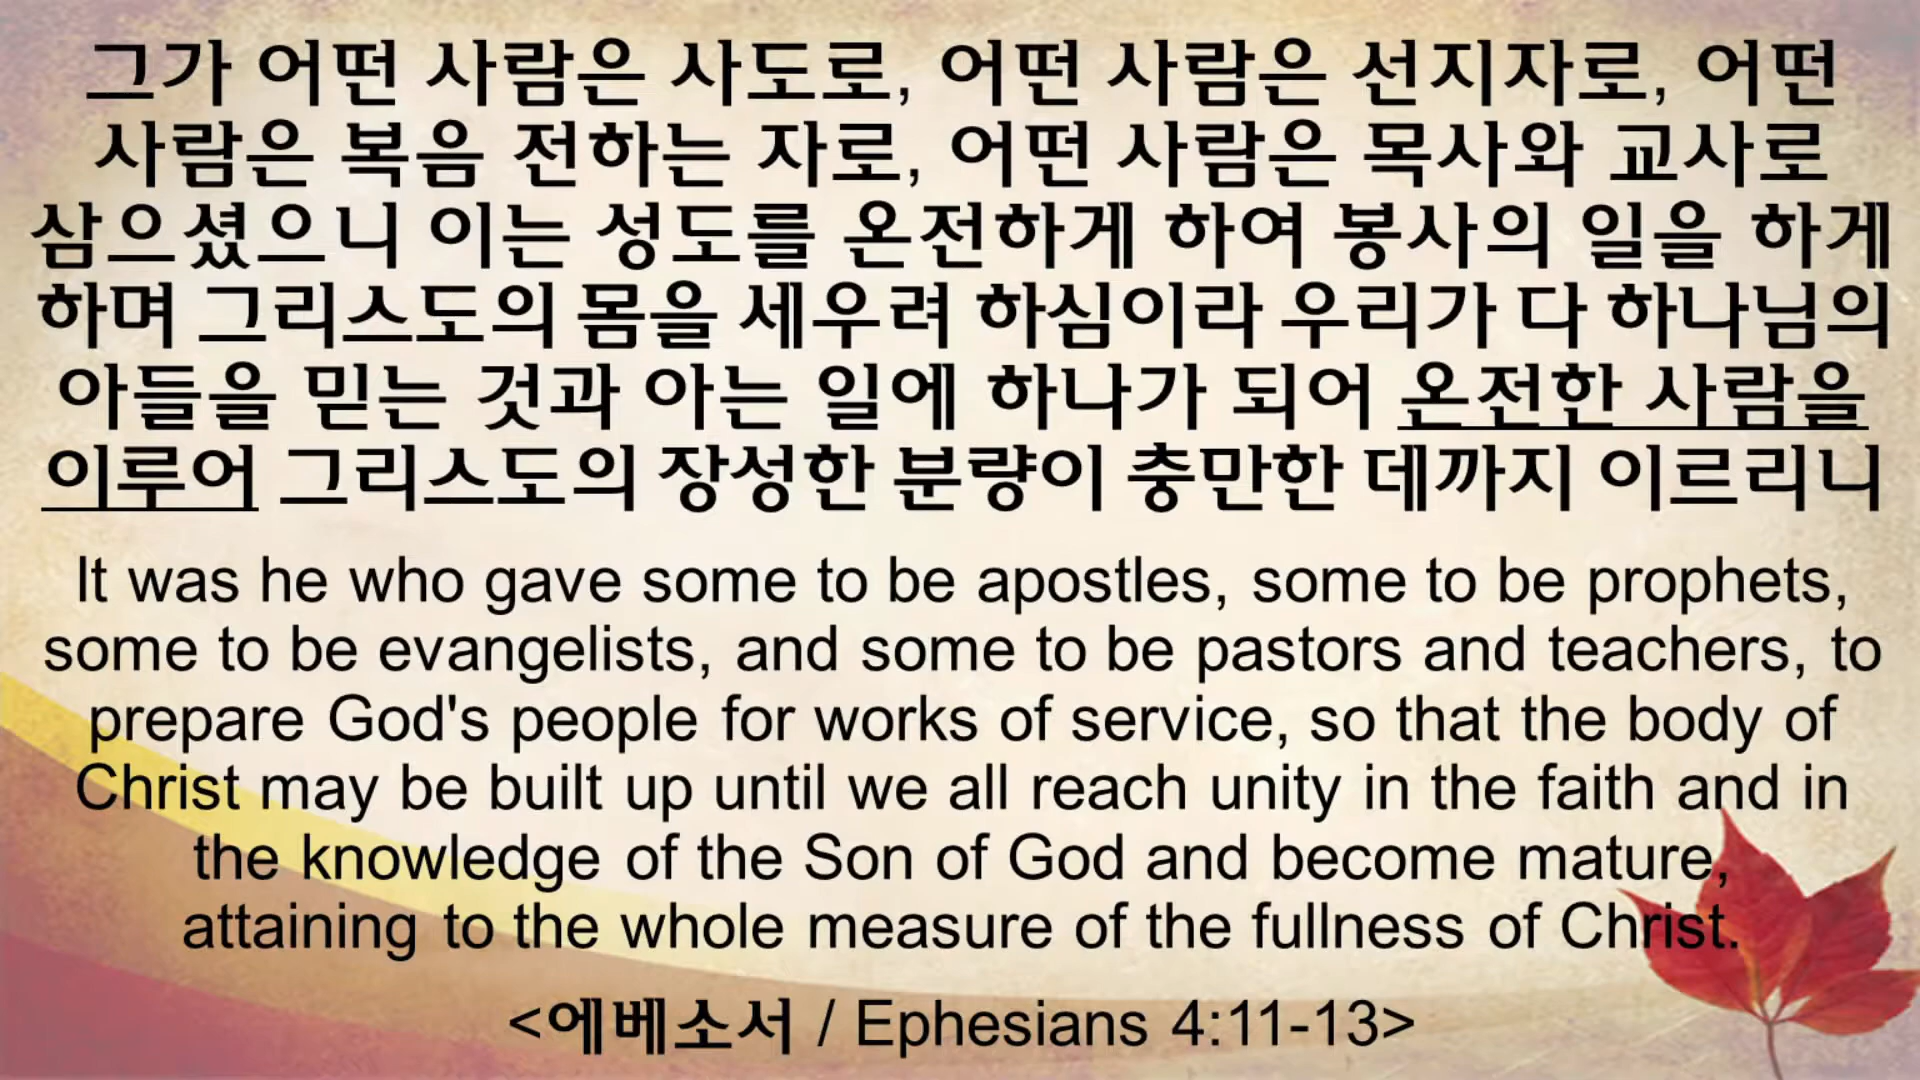 그가 어떤 사람은 사도로, 어떤 사람은 선지자로, 어떤
사람은 복음 전하는 자로, 어떤 사람은 목사와 교사로
삼으셨으니 이는 성도를 온전하게 하여 봉사의 일을 하게
하며 그리스도의 몸을 세우려 하심이라 우리가 다 하나님의
아들을 믿는 것과 아는 일에 하나가 되어 온전한 사람을
이루어 그리스도의 장성한 분량이 충만한 데까지 이르리니
It was he who gave some to be apostles, some to be prophets,
some to be evangelists, and some to be pastors and teachers, to
prepare God's people for works of service, so that the body of
Christ may be built up until we all reach unity in the faith and in
the knowledge of the Son of God and become mature,
attaining to the whole measure of the fullness of Christ.
<에베소서 / Ephesians 4:11-13>